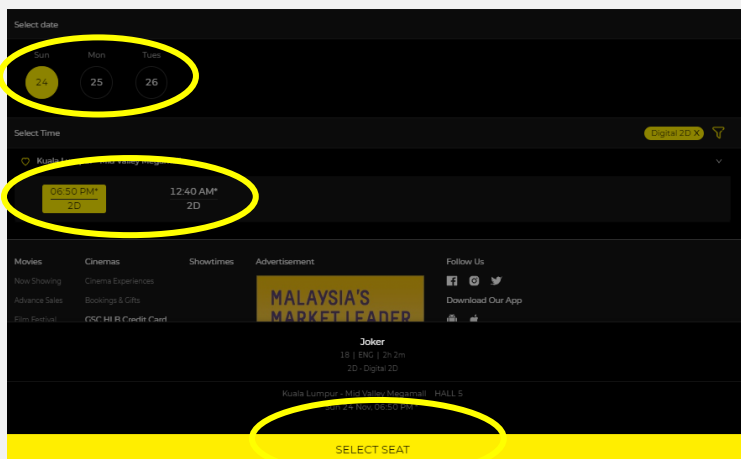 Select date
Sun Mon Tues
24 25 26
Select Time Digital 2D X
Kuala Lumpur - Mid Valley Megamall
06:50 PM* 12:40 AM*
2D 2D
Movies Cinemas Showtimes Advertisement Follow Us
Now Showing Cinema Experiences
Advance Sales Bookings & Gifts MALAYSIA'S Download Our App
Film Festival GSC HLB Credit Card MARKET LEADER
Joker
18 | ENG | 2h 2m
2D - Digital 2D
Kuala Lumpur - Mid Valley Megamall HALL 5
Sun 24 Nov, 06:50 PM
SELECT SEAT